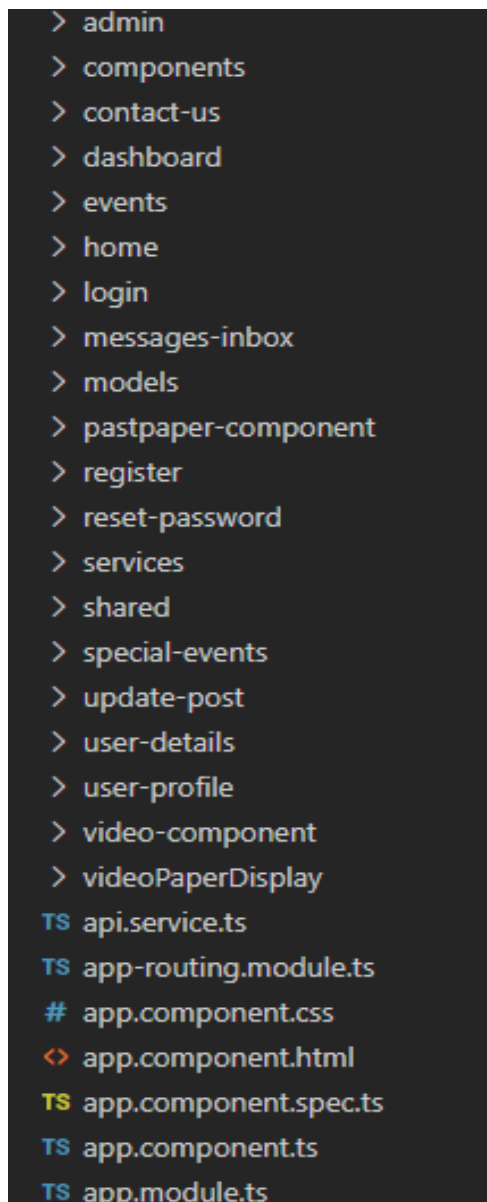 > admin
> components
> contact-us
> dashboard
> events
> home
> login
> messages-inbox
> models
> pastpaper-component
> register
> reset-password
> services
> shared
> special-events
> update-post
> user-details
> user-profile
> video-component
> videoPaperDisplay
TS api.service.ts
TS app-routing.module.ts
# app.component.css
<> app.component.html
TS app.component.spec.ts
TS app.component.ts
TS app.module.ts